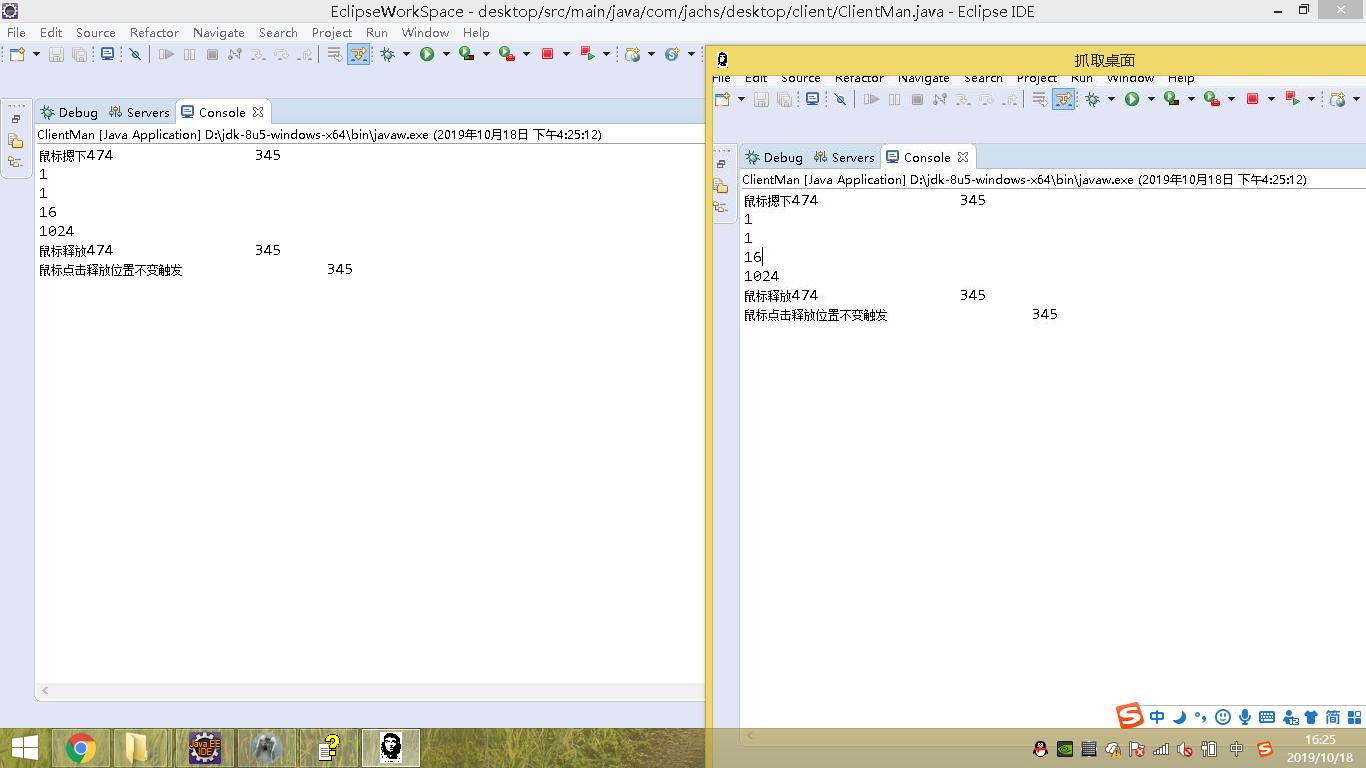 EclipseWorkSpace - desktop/src/main/java/com/jachs/desktop/client/ClientMan.java - Eclipse IDE
File Edit Source Refactor Navigate Search Project Run Window Help
Debug Servers Console
ClientMan [Java Application] D:\jdk-8u5-windows-x64\bin\javaw.exe (2019年10月18日 下午4:25:12)
鼠标摁下474 345
1
1
16
1024
鼠标释放474 345
鼠标点击释放位置不变触发 345
抓取桌面
File Edit Source Refactor Navigate Search Project Run Window Help
Debug Servers Console
ClientMan [Java Application] D:\jdk-8u5-windows-x64\bin\javaw.exe (2019年10月18日 下午4:25:12)
鼠标摁下474 345
1
1
16
1024
鼠标释放474 345
鼠标点击释放位置不变触发 345
中 简
Java EE
IDE
中
16:25
2019/10/18